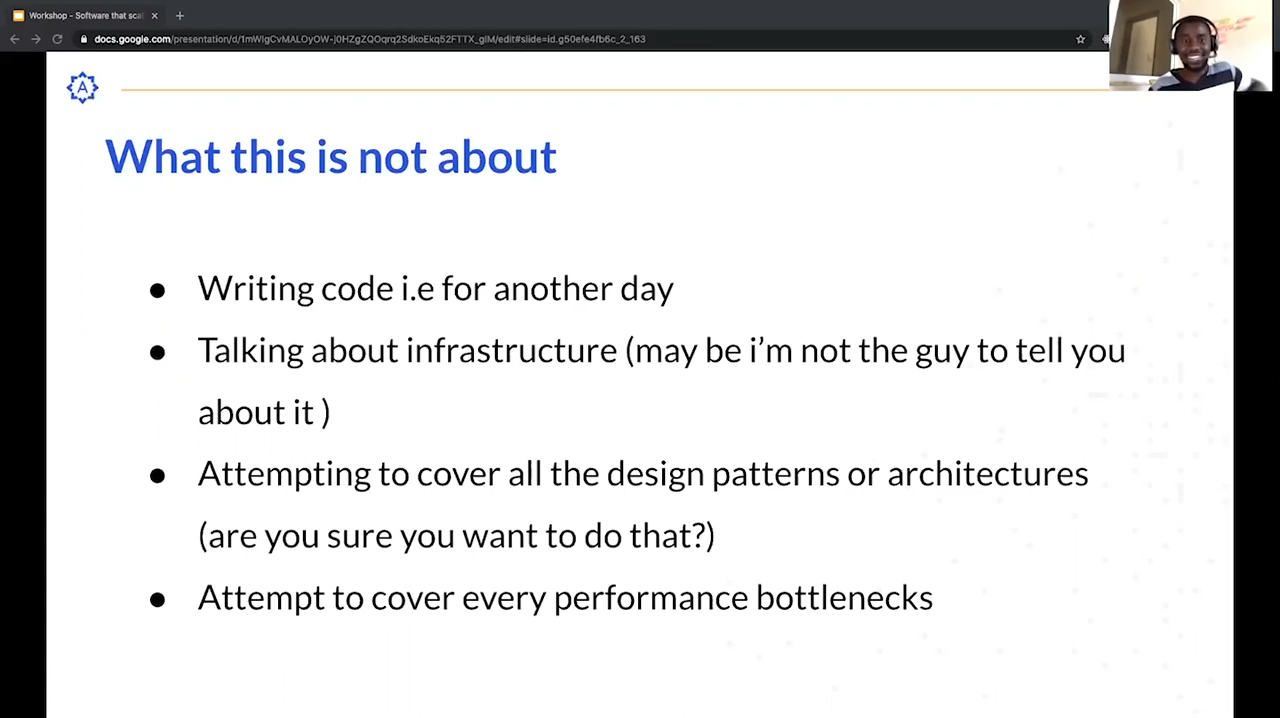 Workshop - Software that scal
docs.google.com/presentation/d/1mWIgCvMALOyOW-j0HZgZQOqrq2SdkoEkq52FTTX_glM/edit#slide=id.g50efe4fb6c_2_163
A
What this is not about
● Writing code i.e for another day
● Talking about infrastructure (may be i’m not the guy to tell you
about it )
● Attempting to cover all the design patterns or architectures
(are you sure you want to do that?)
● Attempt to cover every performance bottlenecks